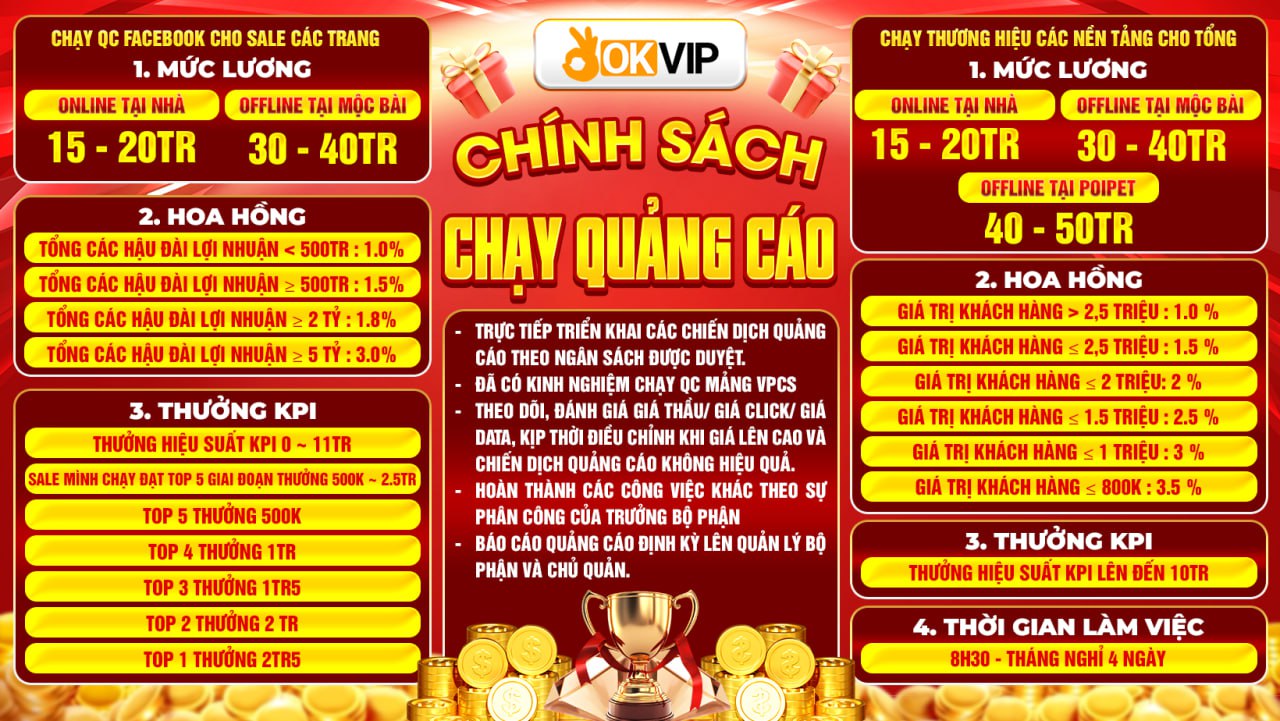 CHẠY QC FACEBOOK CHO SALE CÁC TRANG
1. MỨC LƯƠNG
ONLINE TẠI NHÀ
OFFLINE TẠI MỘC BÀI
15 - 20TR
30 - 40TR
2. HOA HỒNG
TỔNG CÁC HẬU ĐÀI LỢI NHUẬN < 500TR : 1.0%
TỔNG CÁC HẬU ĐÀI LỢI NHUẬN ≥ 500TR : 1.5%
TỔNG CÁC HẬU ĐÀI LỢI NHUẬN ≥ 2 TỶ : 1.8%
TỔNG CÁC HẬU ĐÀI LỢI NHUẬN ≥ 5 TỶ : 3.0%
3. THƯỞNG KPI
THƯỞNG HIỆU SUẤT KPI 0 ~ 11TR
SALE MÌNH CHẠY ĐẠT TOP 5 GIAI ĐOẠN THƯỞNG 500K ~ 2.5TR
TOP 5 THƯỞNG 500K
TOP 4 THƯỞNG 1TR
TOP 3 THƯỞNG 1TR5
TOP 2 THƯỞNG 2 TR
TOP 1 THƯỞNG 2TR5
OKVIP
CHÍNH SÁCH
CHẠY QUẢNG CÁO
- TRỰC TIẾP TRIỂN KHAI CÁC CHIẾN DỊCH QUẢNG
CÁO THEO NGÂN SÁCH ĐƯỢC DUYỆT.
- ĐÃ CÓ KINH NGHIỆM CHẠY QC MẢNG VPCS
- THEO DÕI, ĐÁNH GIÁ GIÁ THẦU/ GIÁ CLICK/ GIÁ
DATA, KỊP THỜI ĐIỀU CHỈNH KHI GIÁ LÊN CAO VÀ
CHIẾN DỊCH QUẢNG CÁO KHÔNG HIỆU QUẢ.
- HOÀN THÀNH CÁC CÔNG VIỆC KHÁC THEO SỰ
PHÂN CÔNG CỦA TRƯỞNG BỘ PHẬN
- BÁO CÁO QUẢNG CÁO ĐỊNH KỲ LÊN QUẢN LÝ BỘ
PHẬN VÀ CHỦ QUẢN.
CHẠY THƯƠNG HIỆU CÁC NỀN TẢNG CHO TỔNG
1. MỨC LƯƠNG
ONLINE TẠI NHÀ
OFFLINE TẠI MỘC BÀI
15 - 20TR
30 - 40TR
OFFLINE TẠI POIPET
40 - 50TR
2. HOA HỒNG
GIÁ TRỊ KHÁCH HÀNG > 2,5 TRIỆU : 1.0 %
GIÁ TRỊ KHÁCH HÀNG ≤ 2,5 TRIỆU : 1.5 %
GIÁ TRỊ KHÁCH HÀNG ≤ 2 TRIỆU: 2 %
GIÁ TRỊ KHÁCH HÀNG ≤ 1.5 TRIỆU : 2.5 %
GIÁ TRỊ KHÁCH HÀNG ≤ 1 TRIỆU : 3 %
GIÁ TRỊ KHÁCH HÀNG ≤ 800K : 3.5 %
3. THƯỞNG KPI
THƯỞNG HIỆU SUẤT KPI LÊN ĐẾN 10TR
4. THỜI GIAN LÀM VIỆC
8H30 - THÁNG NGHỈ 4 NGÀY